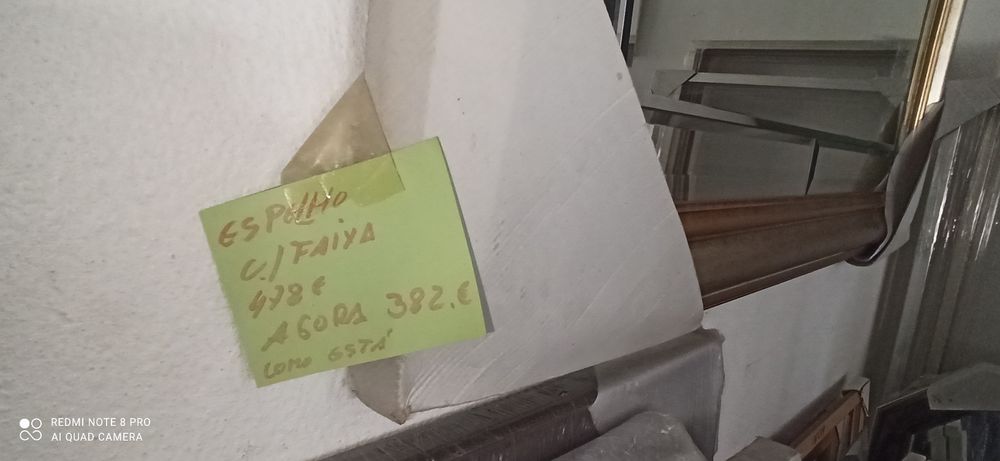 ESPELHO
C/FAIXA
478€
AGORA 382.€
COMO ESTÁ
REDMI NOTE 8 PRO
AI QUAD CAMERA